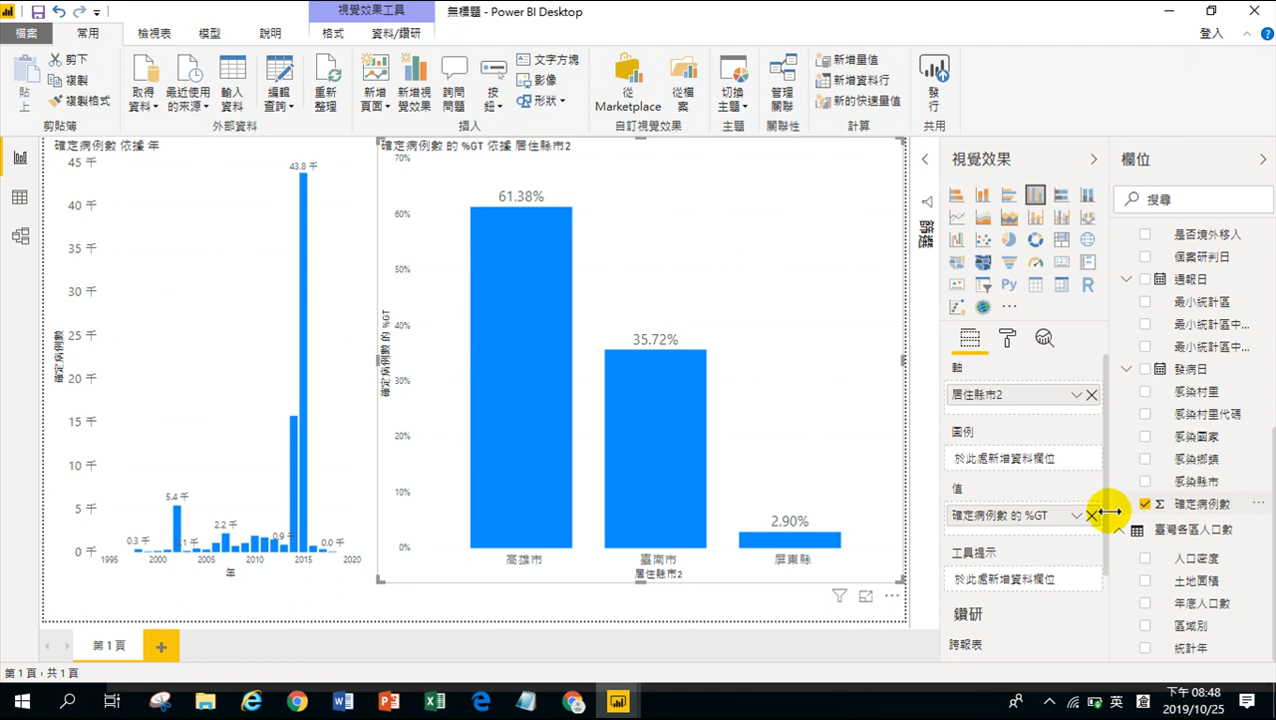 視覺效果工具
無標題 - Power BI Desktop
檔案
常用
檢視表
模型
說明
格式
資料/鑽研
登入
貼上
剪下
複製
複製格式
取得資料
最近使用的來源
輸入資料
編輯查詢
重新整理
新增頁面
新增視覺效果
詢問問題
按鈕
文字方塊
影像
形狀
從 Marketplace
從檔案
切換主題
管理關聯
新增量值
新增資料行
新的快速量值
發行
剪貼簿
外部資料
插入
自訂視覺效果
主題
關聯性
計算
共用
確定病例數 依據 年
45 千
40 千
35 千
30 千
25 千
20 千
15 千
10 千
5 千
0 千
確定病例數
43.8 千
5.4 千
2.2 千
0.3 千
0.9 千
0.0 千
1995
2000
2005
2010
2015
2020
年
確定病例數 的 %GT 依據 居住縣市2
70%
60%
50%
40%
30%
20%
10%
0%
確定病例數 的 %GT
61.38%
35.72%
2.90%
高雄市
臺南市
屏東縣
居住縣市2
篩選
視覺效果
Py
R
軸
居住縣市2
圖例
於此處新增資料欄位
值
確定病例數 的 %GT
工具提示
於此處新增資料欄位
鑽研
跨報表
欄位
搜尋
是否境外移入
個案研判日
通報日
最小統計區
最小統計區中...
最小統計區中...
發病日
感染村里
感染村里代碼
感染國家
感染鄉鎮
感染縣市
Σ 確定病例數
臺灣各區人口數
人口密度
土地面積
年底人口數
區域別
統計年
第 1 頁
第 1 頁，共 1 頁
英
倉
下午 08:48
2019/10/25